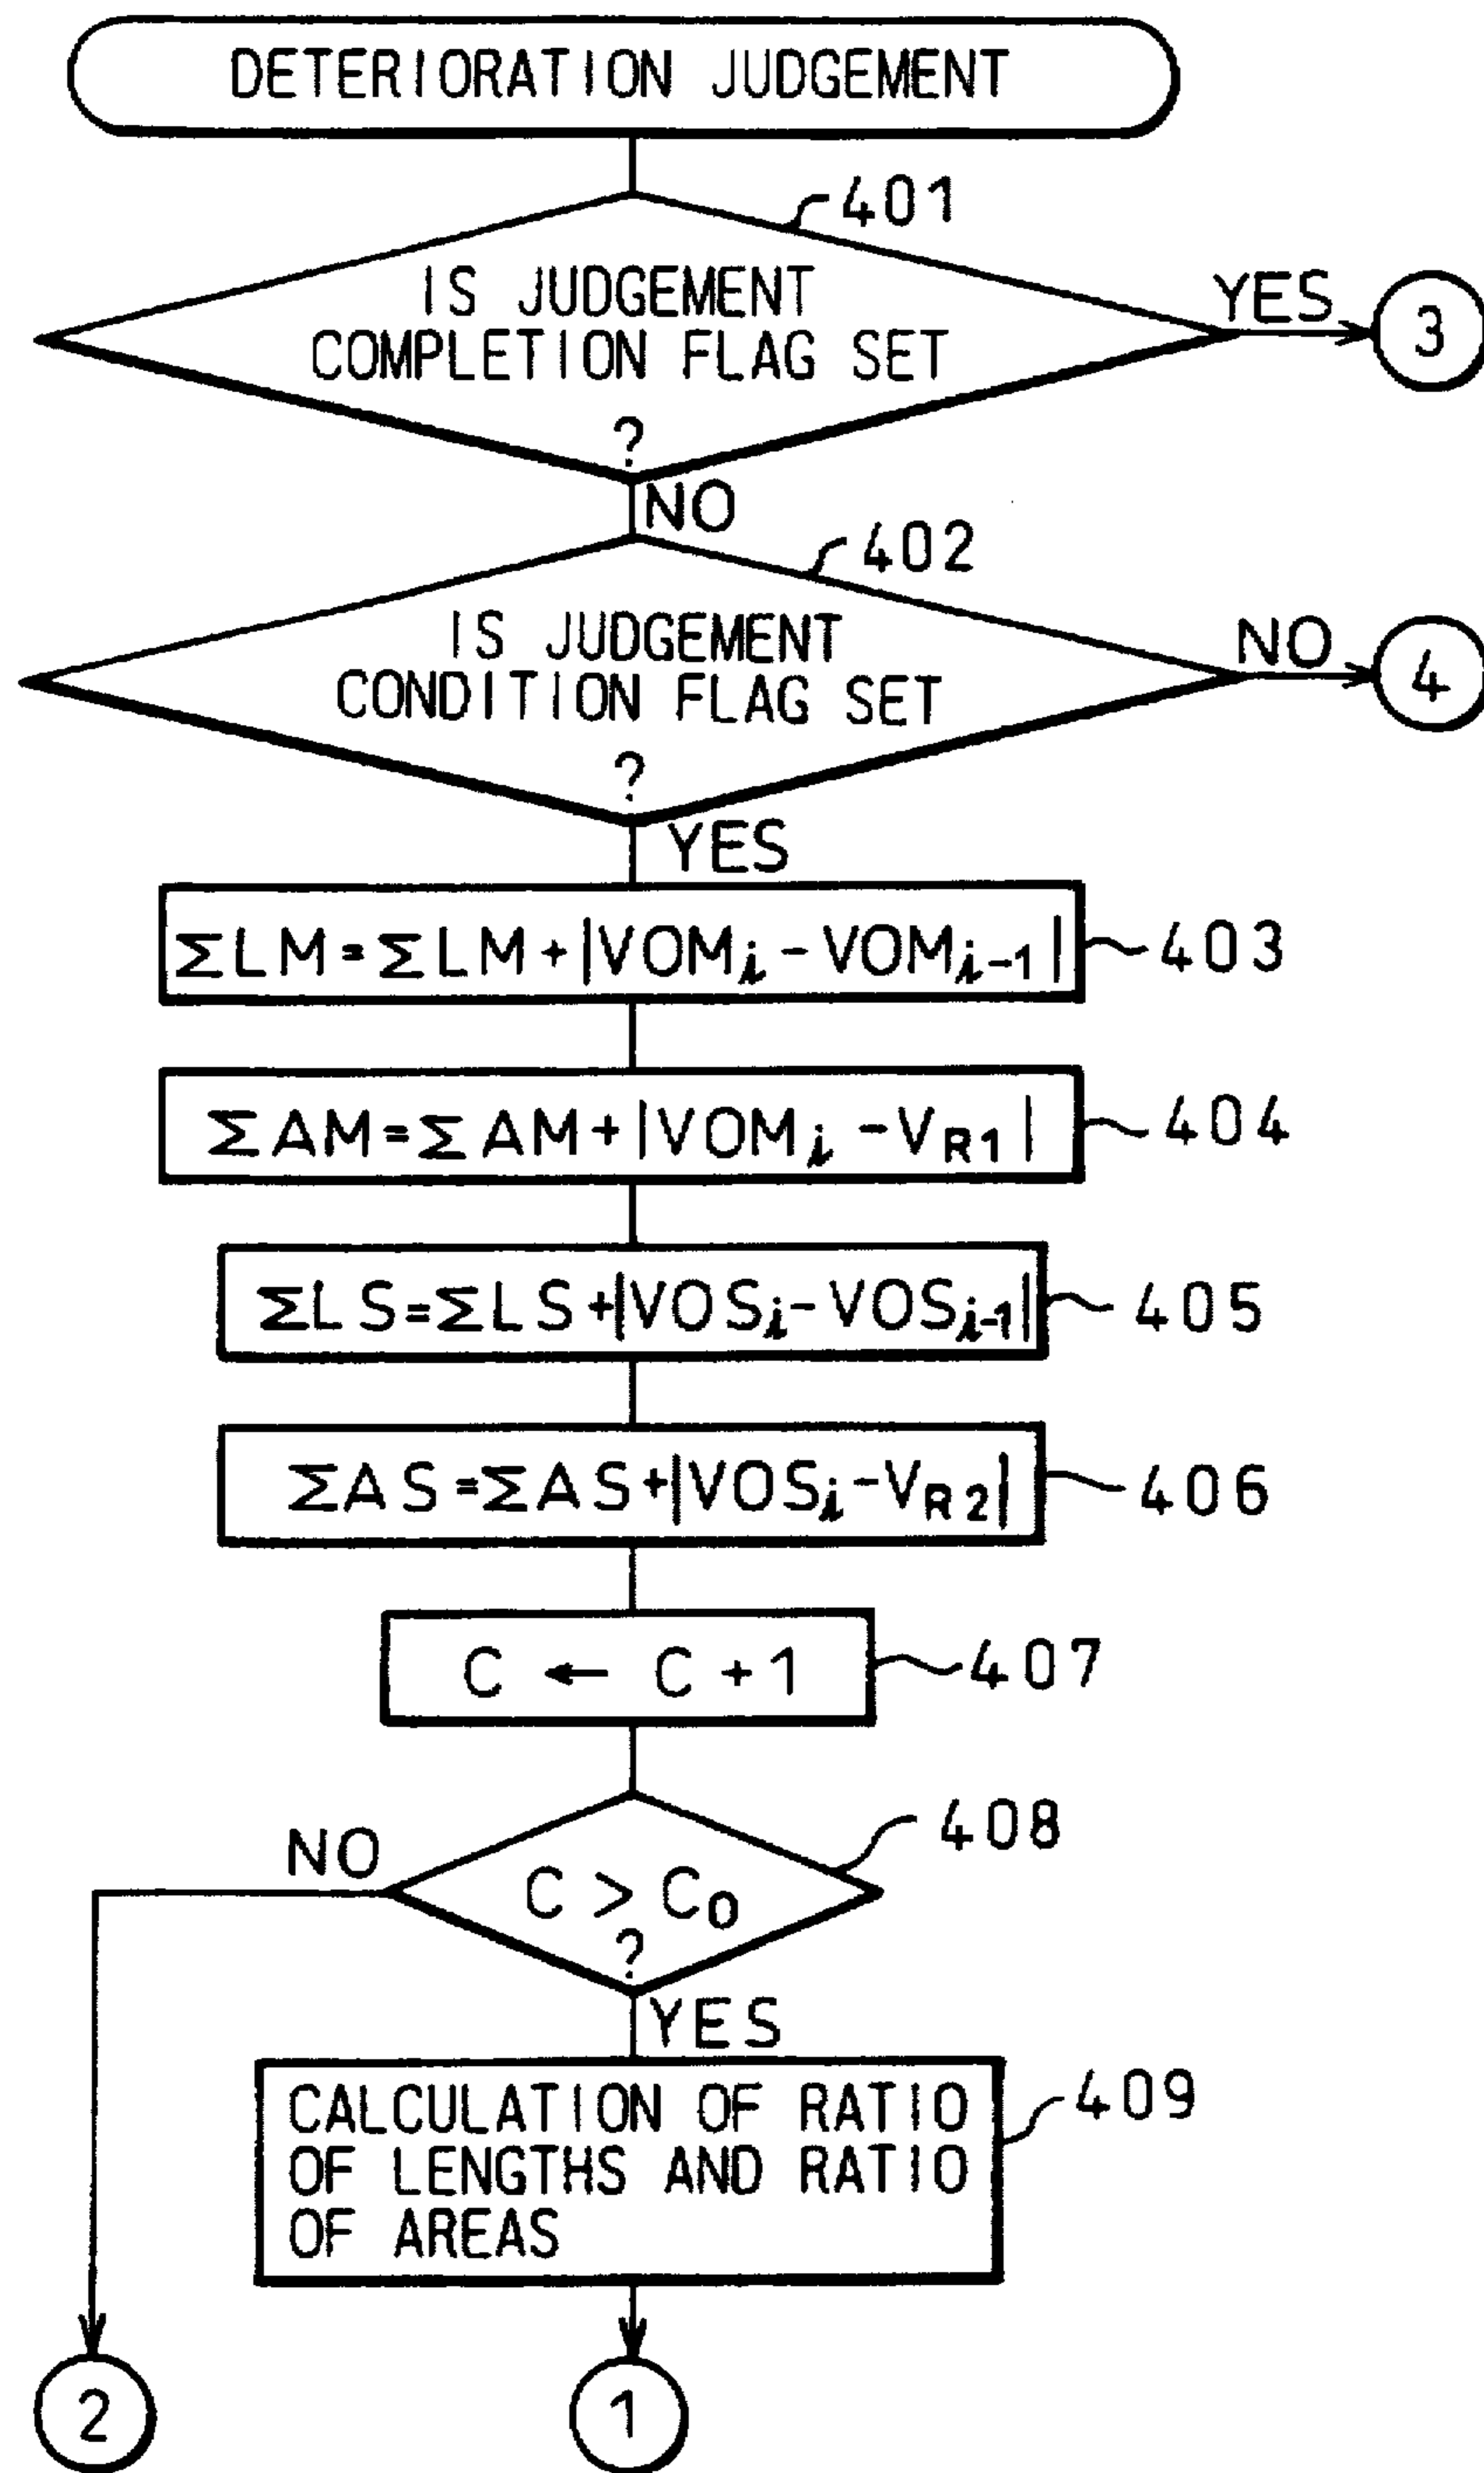 DETERIORATION JUDGEMENT
401
IS JUDGEMENT
COMPLETION FLAG SET
?
YES
3
NO
402
IS JUDGEMENT
CONDITION FLAG SET
?
NO
4
YES
ΣLM=ΣLM+|VOMi-VOMi-1|
403
ΣAM=ΣAM+|VOMi-VR1|
404
ΣLS=ΣLS+|VOSi-VOSi-1|
405
ΣAS=ΣAS+|VOSi-VR2|
406
C ← C+1
407
408
NO
C > C0
?
YES
CALCULATION OF RATIO
OF LENGTHS AND RATIO
OF AREAS
409
2
1